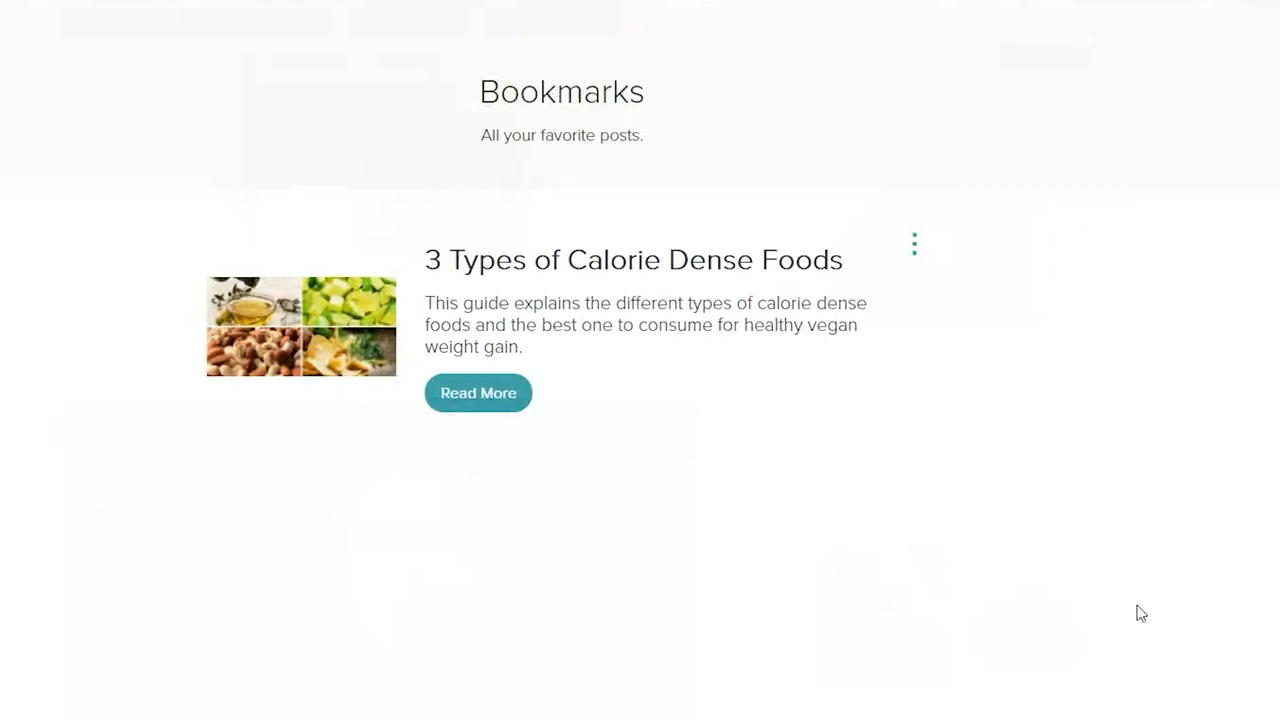 Bookmarks
All your favorite posts.
3 Types of Calorie Dense Foods
This guide explains the different types of calorie dense
foods and the best one to consume for healthy vegan
weight gain.
Read More